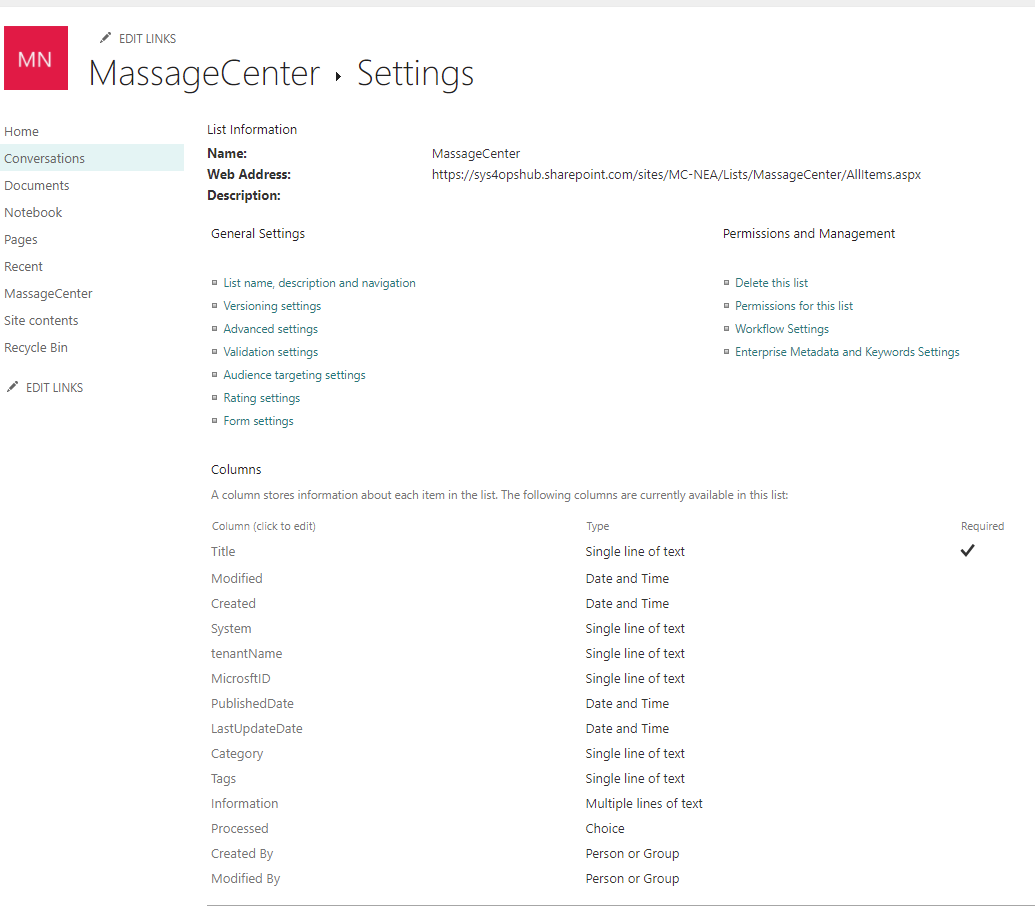 MN
EDIT LINKS
MassageCenter ▸ Settings
Home
Conversations
Documents
Notebook
Pages
Recent
MassageCenter
Site contents
Recycle Bin
EDIT LINKS
List Information
Name: MassageCenter
Web Address: https://sys4opshub.sharepoint.com/sites/MC-NEA/Lists/MassageCenter/AllItems.aspx
Description:
General Settings
List name, description and navigation
Versioning settings
Advanced settings
Validation settings
Audience targeting settings
Rating settings
Form settings
Permissions and Management
Delete this list
Permissions for this list
Workflow Settings
Enterprise Metadata and Keywords Settings
Columns
A column stores information about each item in the list. The following columns are currently available in this list:
Column (click to edit) Type Required
Title Single line of text ✔
Modified Date and Time
Created Date and Time
System Single line of text
tenantName Single line of text
MicrosftID Single line of text
PublishedDate Date and Time
LastUpdateDate Date and Time
Category Single line of text
Tags Single line of text
Information Multiple lines of text
Processed Choice
Created By Person or Group
Modified By Person or Group